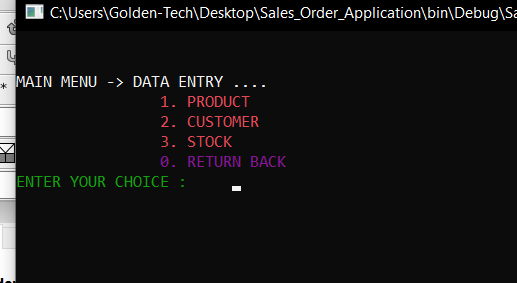 C:\Users\Golden-Tech\Desktop\Sales_Order_Application\bin\Debug\Sa
MAIN MENU -> DATA ENTRY ....
1. PRODUCT
2. CUSTOMER
3. STOCK
0. RETURN BACK
ENTER YOUR CHOICE :